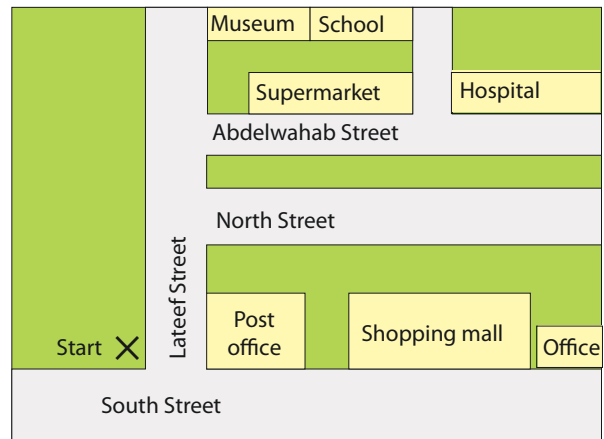 Museum
School
Supermarket
Hospital
Abdelwahab Street
North Street
Lateef Street
Post
office
Shopping mall
Office
Start
South Street